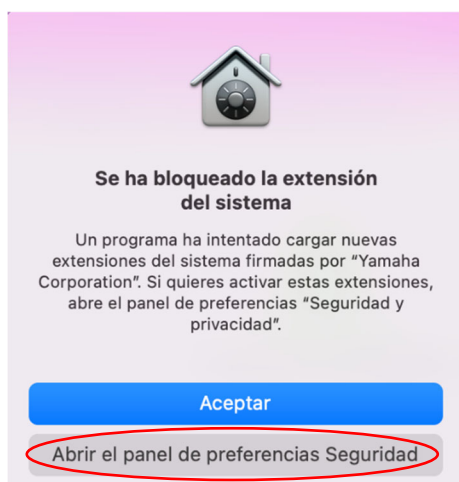 Se ha bloqueado la extensión
del sistema
Un programa ha intentado cargar nuevas
extensiones del sistema firmadas por “Yamaha
Corporation”. Si quieres activar estas extensiones,
abre el panel de preferencias “Seguridad y
privacidad”.
Aceptar
Abrir el panel de preferencias Seguridad